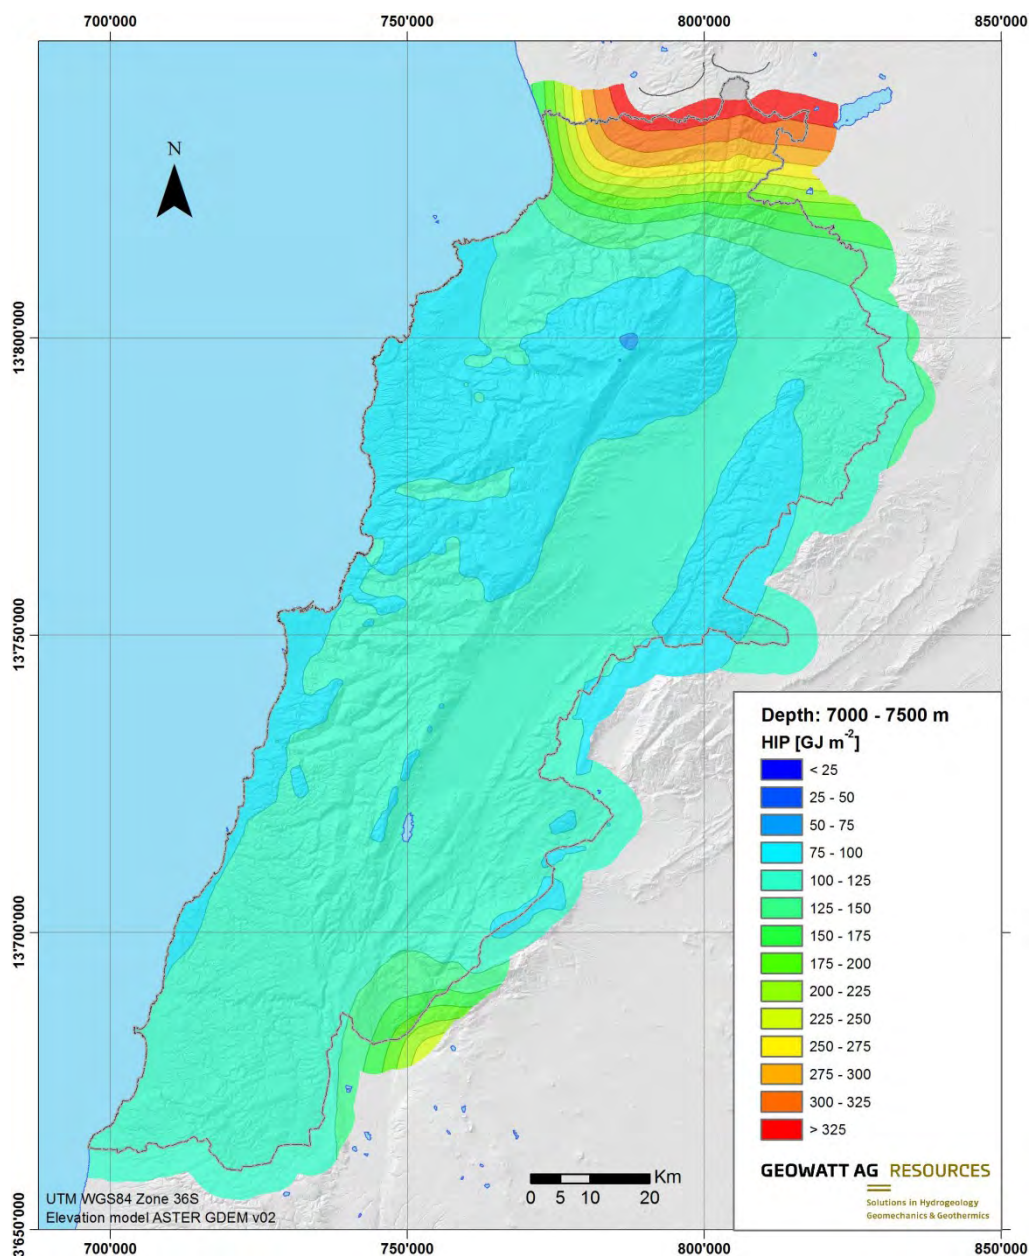 700'000 750'000 800'000 850'000
N
13'800'000
13'750'000
13'700'000
13'650'000
Depth: 7000 - 7500 m
HIP [GJ m⁻²]
< 25
25 - 50
50 - 75
75 - 100
100 - 125
125 - 150
150 - 175
175 - 200
200 - 225
225 - 250
250 - 275
275 - 300
300 - 325
> 325
GEOWATT AG RESOURCES
Solutions in Hydrogeology
Geomechanics & Geothermics
Km
0 5 10 20
UTM WGS84 Zone 36S
Elevation model ASTER GDEM v02
700'000 750'000 800'000 850'000